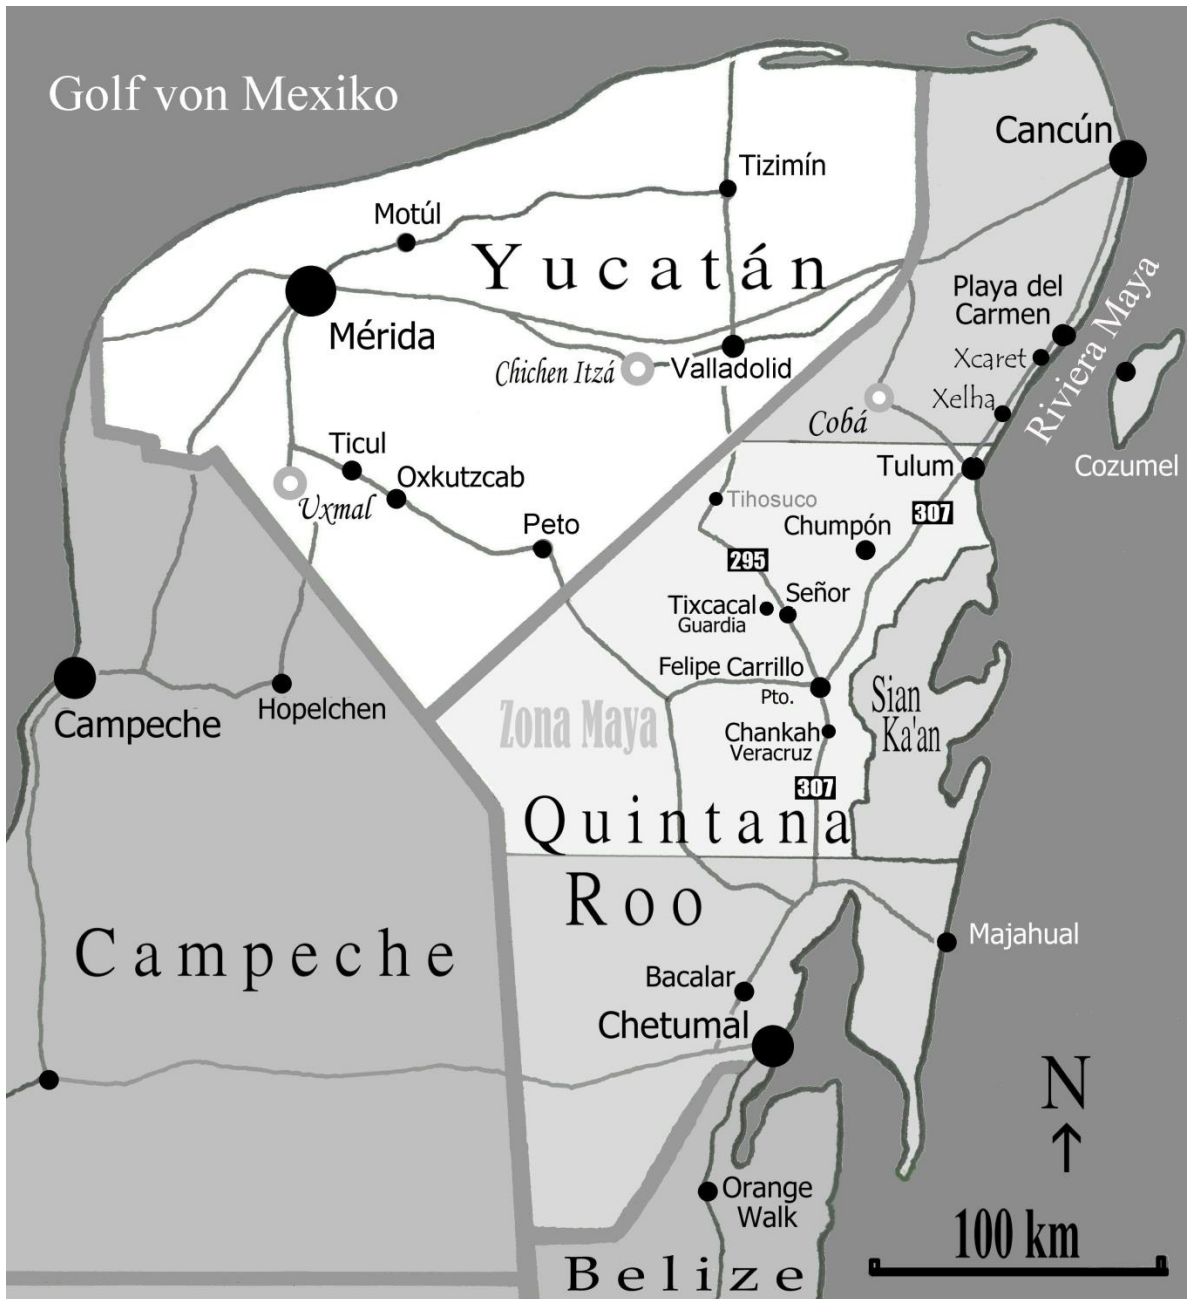 Golf von Mexiko
Cancún
Tizimín
Motúl
Yucatán
Playa del
Carmen
Riviera Maya
Mérida
Xcaret
Chichen Itzá
Valladolid
Xelha
Cobá
Ticul
Tulum
Cozumel
Oxkutzcab
Uxmal
Tihosuco
307
Peto
Chumpón
295
Señor
Tixcacal
Guardia
Felipe Carrillo
Pto.
Sian
Ka'an
Hopelchen
Campeche
Zona Maya
Chankah
Veracruz
307
Quintana
Roo
Campeche
Majahual
Bacalar
Chetumal
N
Orange
Walk
100 km
Belize